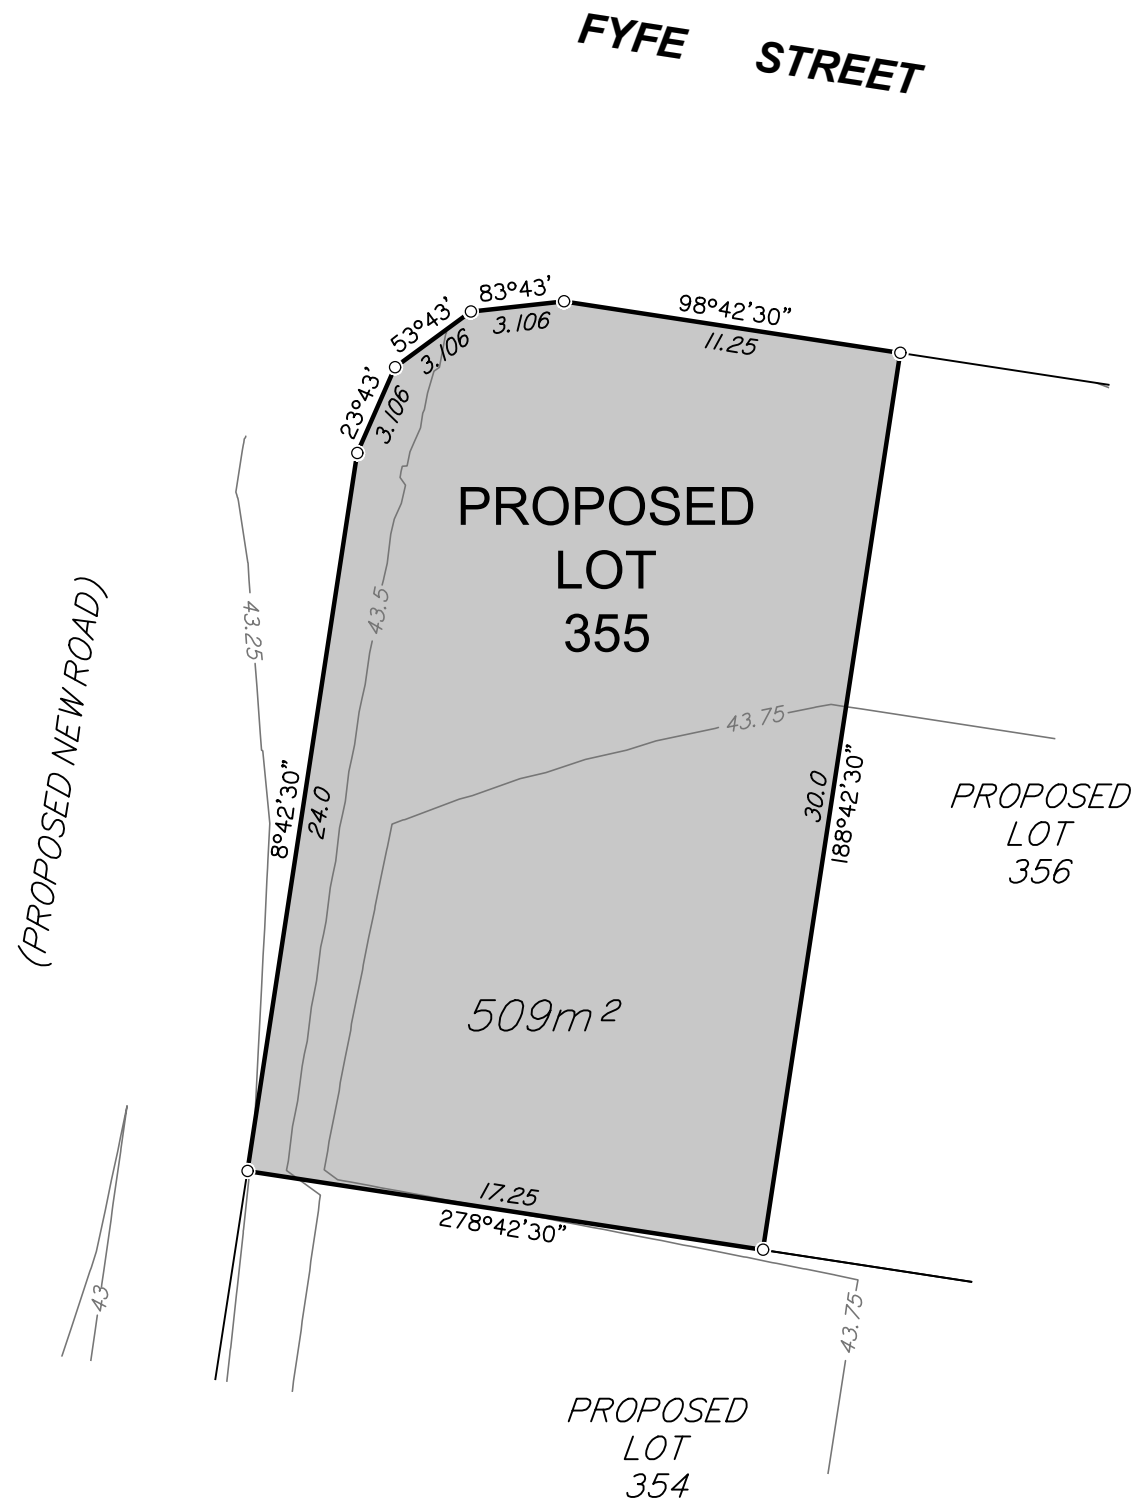 FYFE STREET
83°43'
98°42'30"
53°43'
3.106
11.25
3.106
23°43'
3.106
PROPOSED
LOT
355
43.5
43.25
(PROPOSED NEW ROAD)
43.75
8°42'30"
24.0
30.0
188°42'30"
PROPOSED
LOT
356
509m²
17.25
278°42'30"
43
43.75
PROPOSED
LOT
354